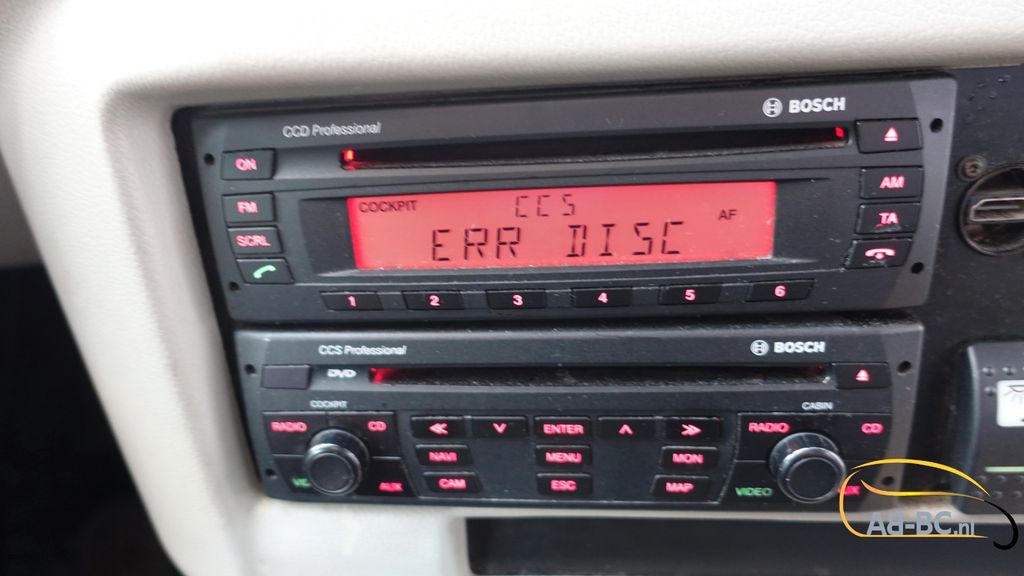 BOSCH
CCD Professional
ON
AM
FM
COCKPIT CCS AF
TA
SCRL
ERR DISC
1 2 3 4 5 6
CCS Professional BOSCH
DVD
COCKPIT CABIN
RADIO CD ENTER RADIO CD
NAVI MENU MON
CAM ESC MAP
AUX VIDEO
Ad-BC.nl